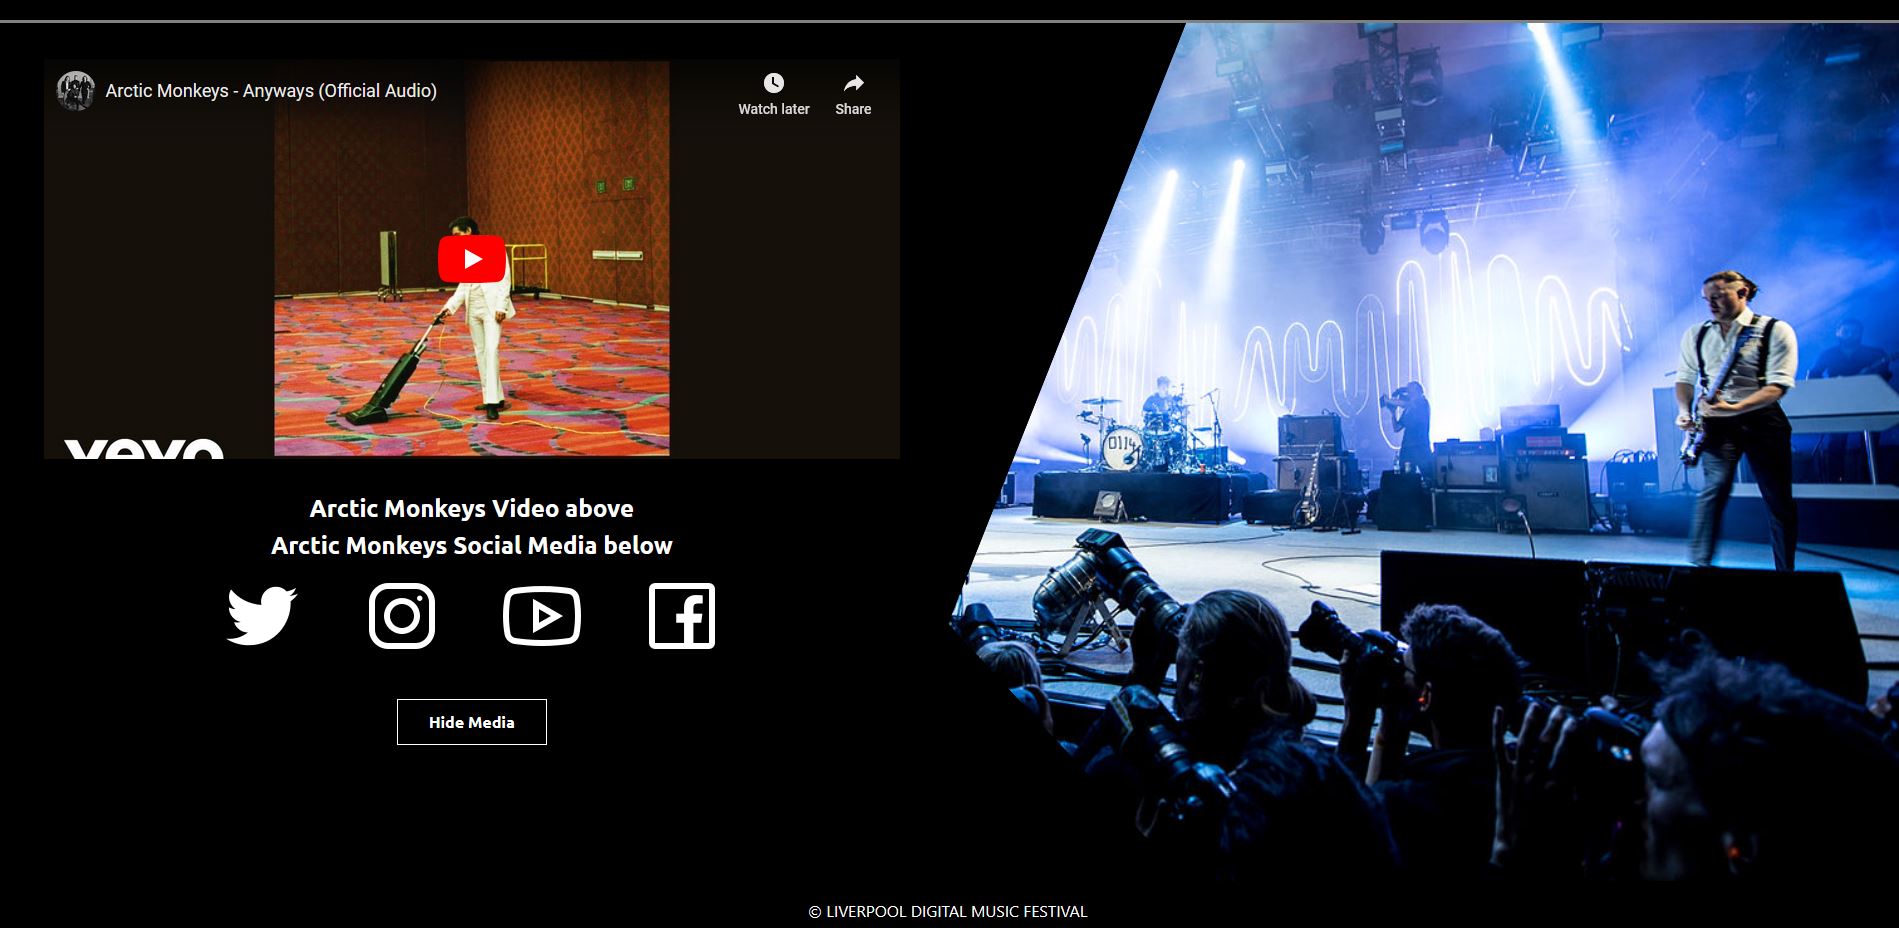 Arctic Monkeys - Anyways (Official Audio)
Watch later
Share
vevo
Arctic Monkeys Video above
Arctic Monkeys Social Media below
Hide Media
0114
© LIVERPOOL DIGITAL MUSIC FESTIVAL